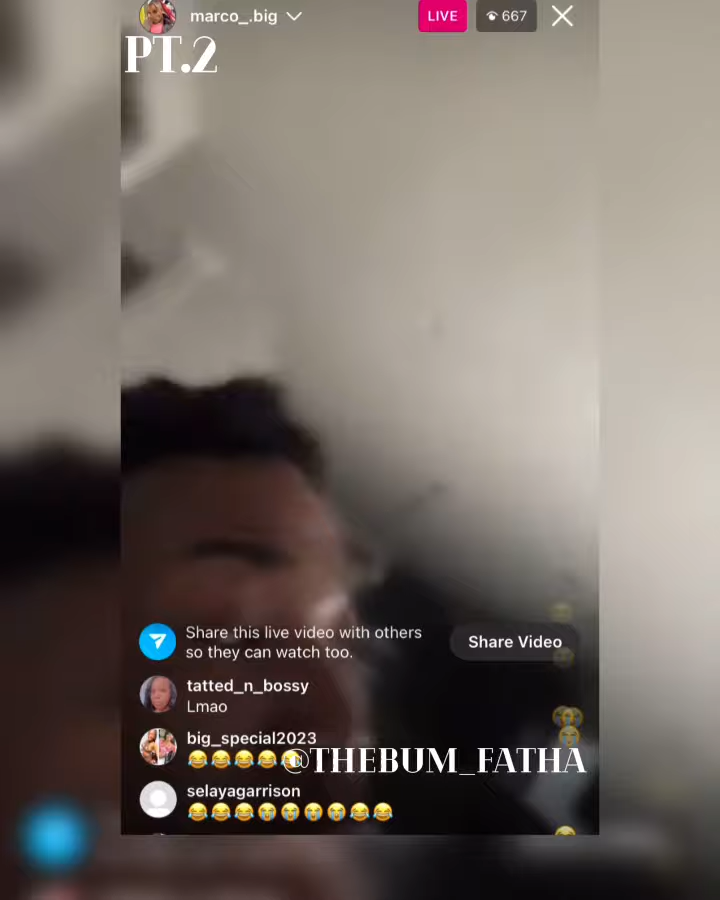 marco_.big
LIVE
667
PT.2
Share this live video with others
so they can watch too.
Share Video
tatted_n_bossy
Lmao
big_special2023
😂😂😂😂😂
@THEBUM_FATHA
selayagarrison
😂😂😂😭😭😭😭😂😂